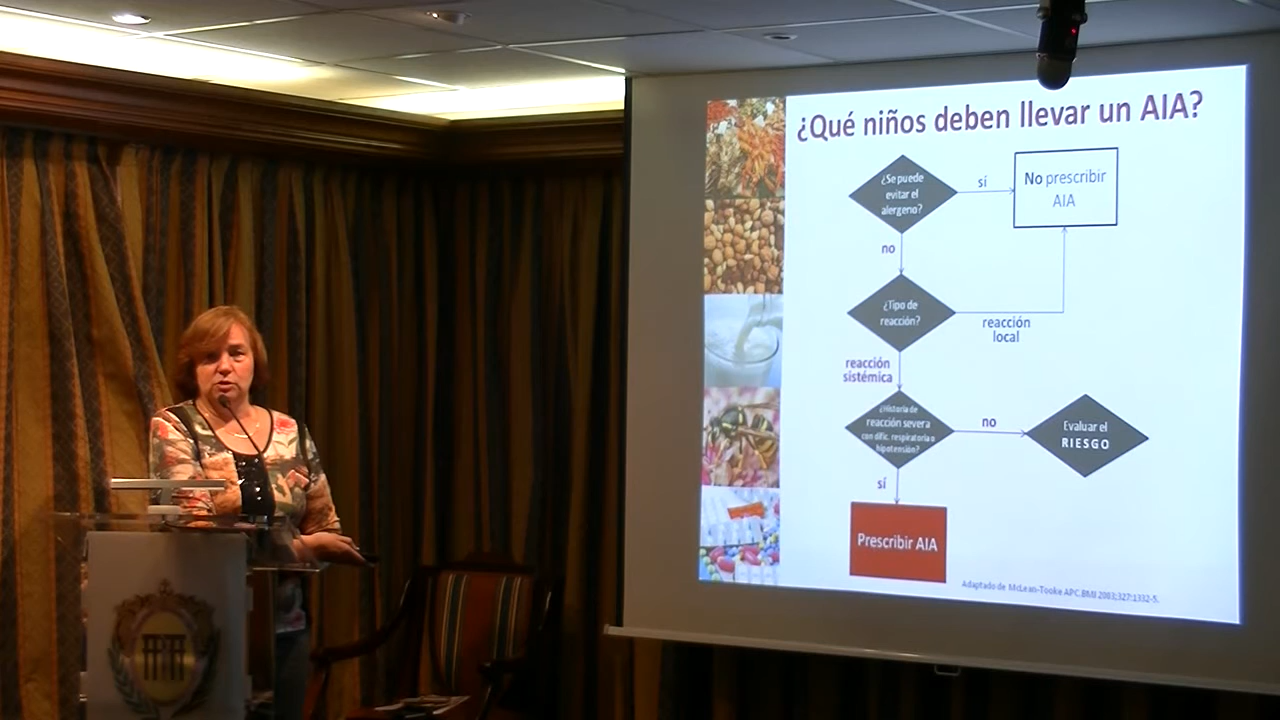 ¿Qué niños deben llevar un AIA?
¿Se puede
evitar el
alergeno?
sí
No prescribir
AIA
no
¿Tipo de
reacción?
reacción
local
reacción
sistémica
¿Historia de
reacción severa
con dific. respiratoria o
hipotensión?
no
Evaluar el
RIESGO
sí
Prescribir AIA
Adaptado de McLean-Tooke APC.BMJ 2003;327:1332-5.